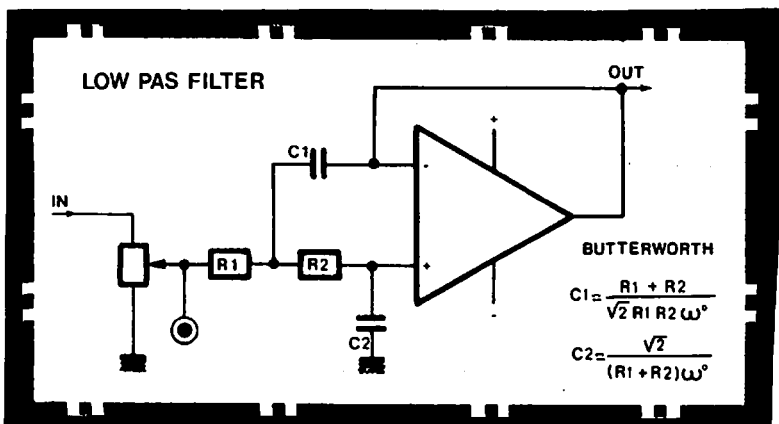 LOW PAS FILTER
OUT
C1
+
-
IN
R1
R2
+
C2
-
BUTTERWORTH
C1= R1 + R2 / √2 R1 R2 ω°
C2= √2 / (R1+R2)ω°